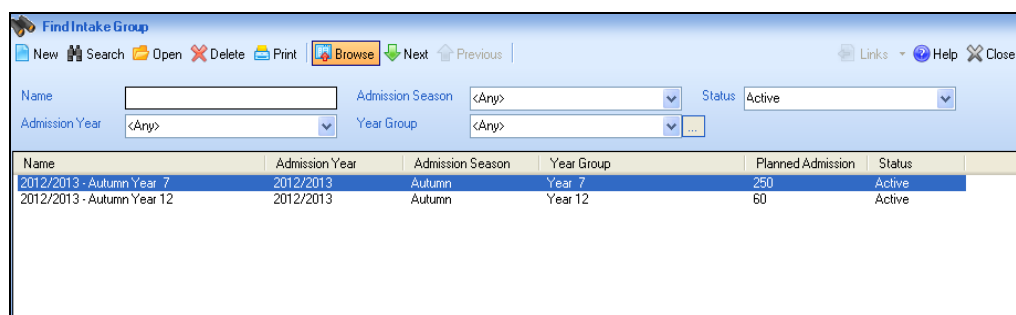 Find Intake Group
New Search Open Delete Print Browse Next Previous Links Help Close
Name Admission Season <Any> Status Active
Admission Year <Any> Year Group <Any> ...
Name Admission Year Admission Season Year Group Planned Admission Status
2012/2013 - Autumn Year 7 2012/2013 Autumn Year 7 250 Active
2012/2013 - Autumn Year 12 2012/2013 Autumn Year 12 60 Active